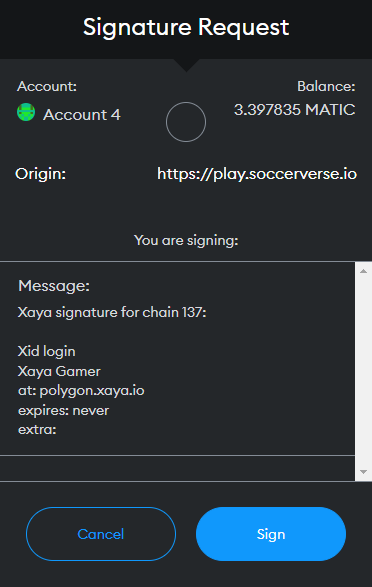 Signature Request
Account:
Balance:
Account 4
3.397835 MATIC
Origin:
https://play.soccerverse.io
You are signing:
Message:
Xaya signature for chain 137:
Xid login
Xaya Gamer
at: polygon.xaya.io
expires: never
extra:
Cancel
Sign